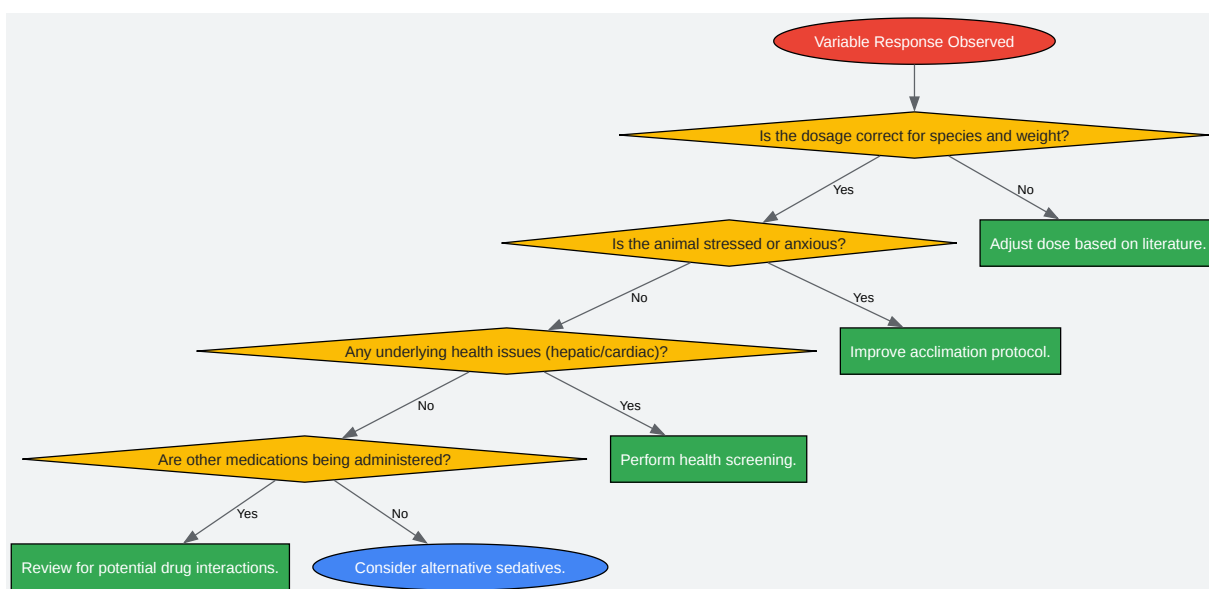 Variable Response Observed
Is the dosage correct for species and weight?
Yes
No
Is the animal stressed or anxious?
Adjust dose based on literature.
No
Yes
Any underlying health issues (hepatic/cardiac)?
Improve acclimation protocol.
No
Yes
Are other medications being administered?
Perform health screening.
Yes
No
Review for potential drug interactions.
Consider alternative sedatives.